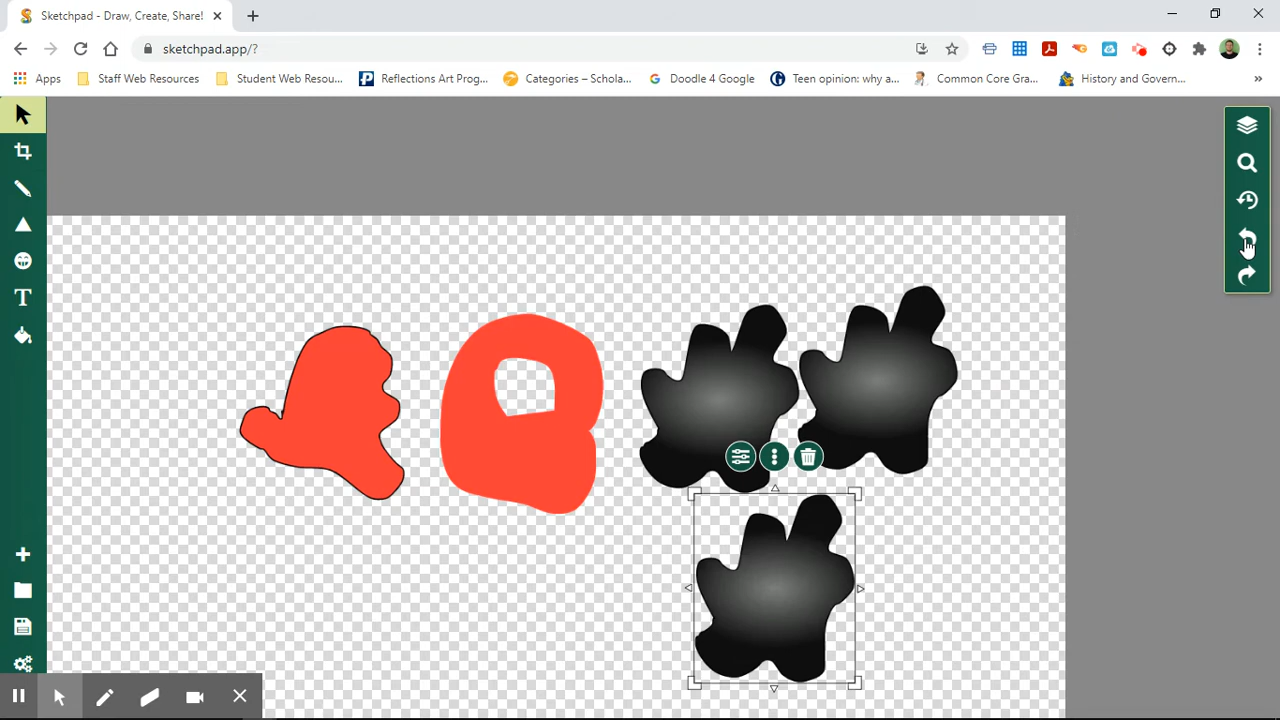 Sketchpad - Draw, Create, Share!
sketchpad.app/?
Apps Staff Web Resources Student Web Resou... Reflections Art Prog... Categories – Schola... Doodle 4 Google Teen opinion: why a... Common Core Gra... History and Govern...
T